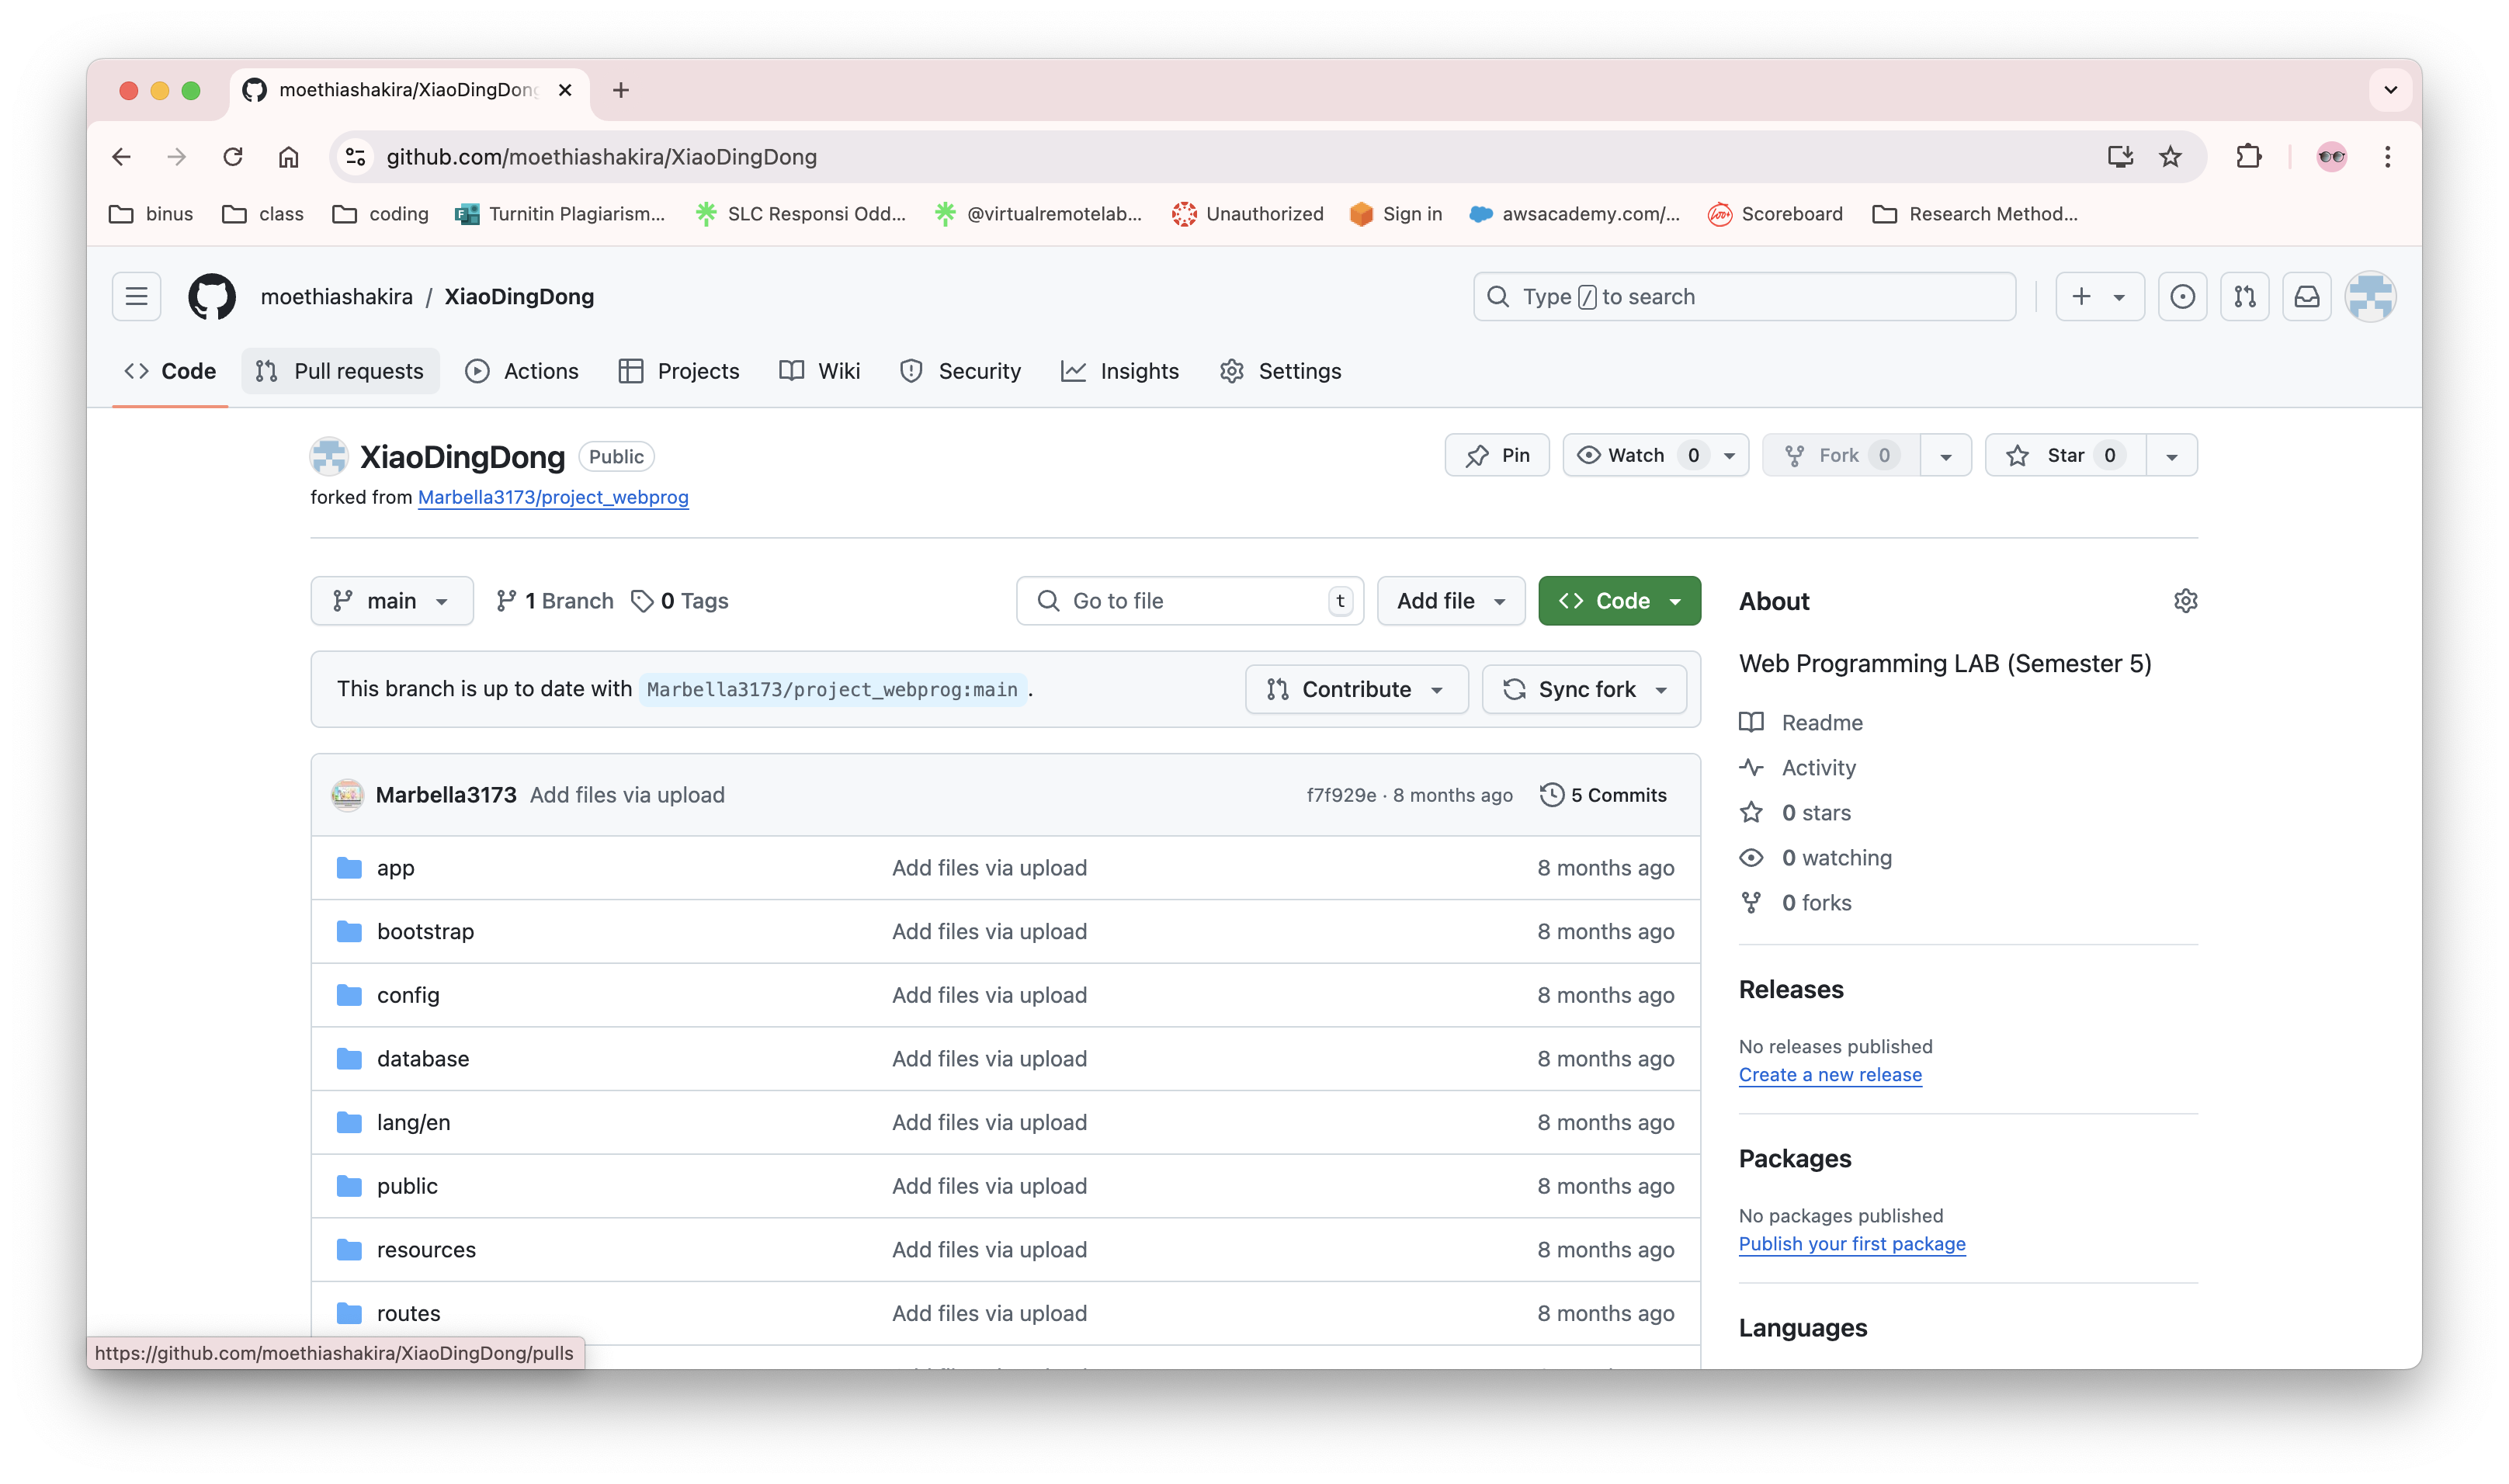 moethiashakira/XiaoDingDong
github.com/moethiashakira/XiaoDingDong
binus class coding Turnitin Plagiarism... SLC Responsi Odd... @virtualremotelab... Unauthorized Sign in awsacademy.com/... Scoreboard Research Method...
moethiashakira / XiaoDingDong Type / to search
Code Pull requests Actions Projects Wiki Security Insights Settings
XiaoDingDong Public Pin Watch 0 Fork 0 Star 0
forked from Marbella3173/project_webprog
main 1 Branch 0 Tags Go to file t Add file Code
This branch is up to date with Marbella3173/project_webprog:main . Contribute Sync fork
Marbella3173 Add files via upload f7f929e · 8 months ago 5 Commits
app Add files via upload 8 months ago
bootstrap Add files via upload 8 months ago
config Add files via upload 8 months ago
database Add files via upload 8 months ago
lang/en Add files via upload 8 months ago
public Add files via upload 8 months ago
resources Add files via upload 8 months ago
routes Add files via upload 8 months ago
About
Web Programming LAB (Semester 5)
Readme
Activity
0 stars
0 watching
0 forks
Releases
No releases published
Create a new release
Packages
No packages published
Publish your first package
Languages
https://github.com/moethiashakira/XiaoDingDong/pulls